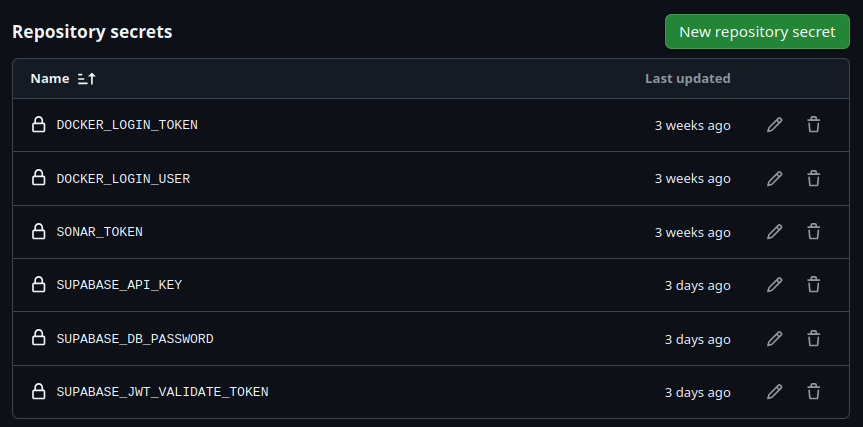 Repository secrets
New repository secret
Name Last updated
DOCKER_LOGIN_TOKEN 3 weeks ago
DOCKER_LOGIN_USER 3 weeks ago
SONAR_TOKEN 3 weeks ago
SUPABASE_API_KEY 3 days ago
SUPABASE_DB_PASSWORD 3 days ago
SUPABASE_JWT_VALIDATE_TOKEN 3 days ago